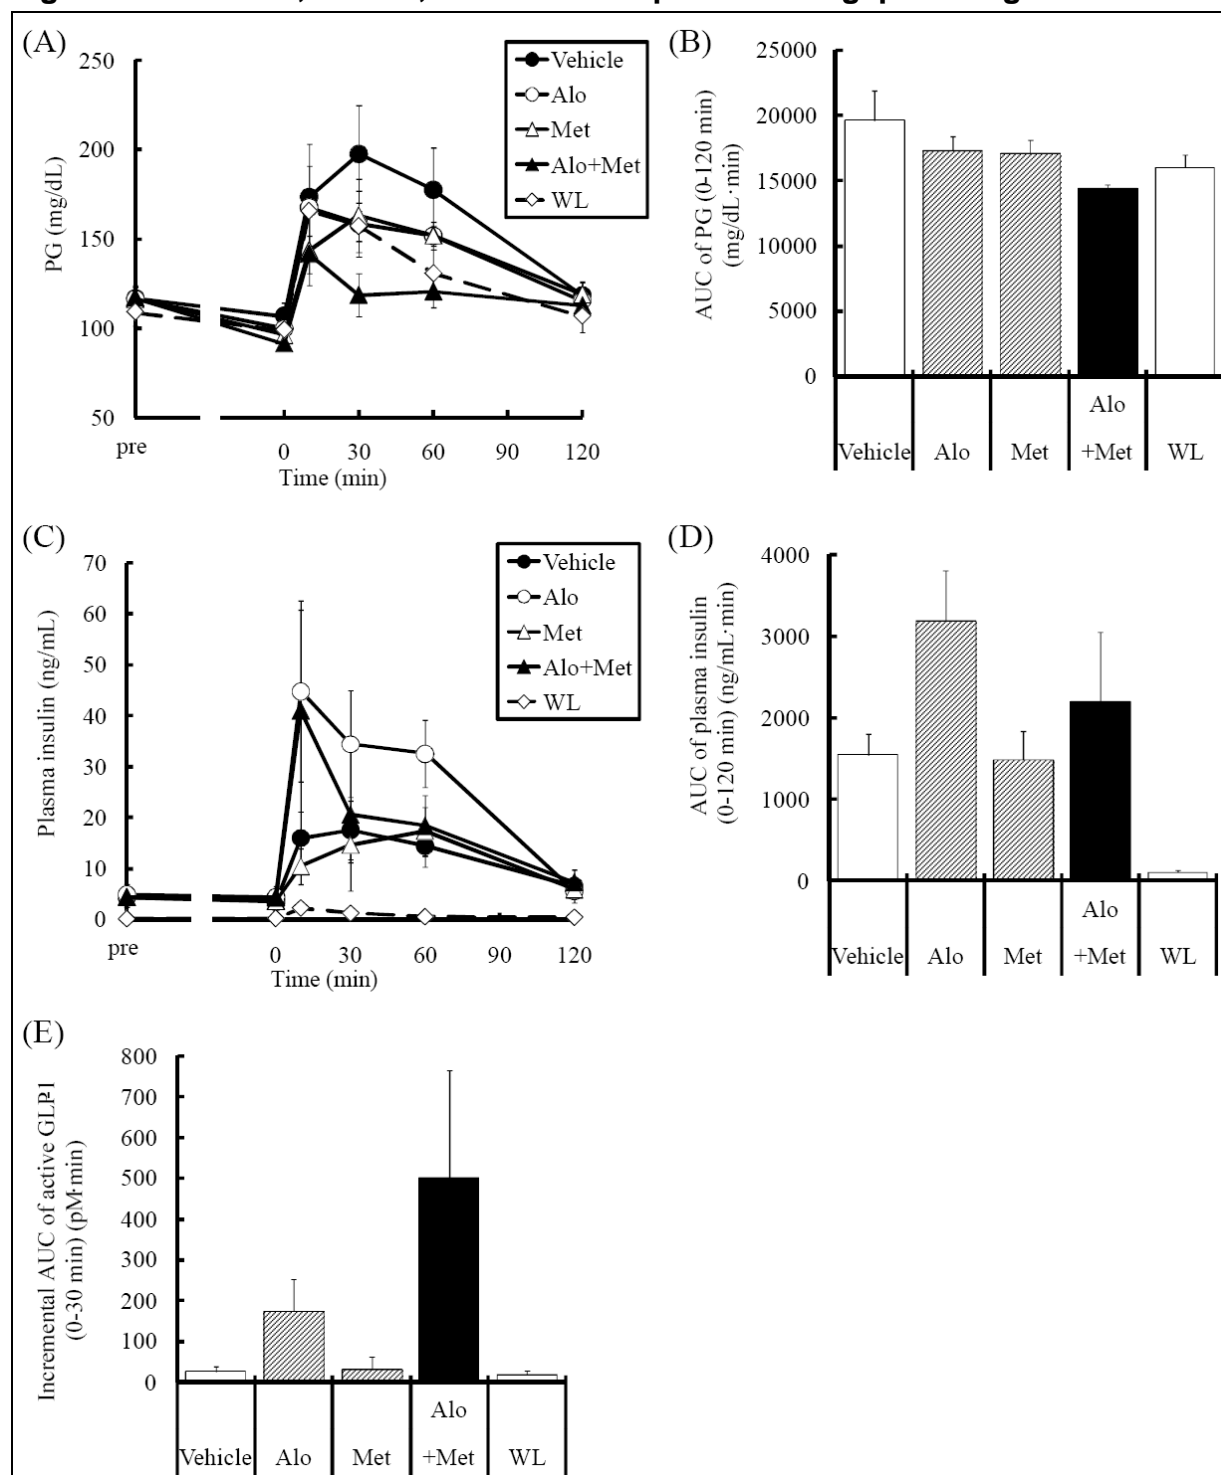 (A)
PG (mg/dL)
250
200
150
100
50
pre
0
30
60
90
120
Time (min)
Vehicle
Alo
Met
Alo+Met
WL
(B)
AUC of PG (0-120 min)
(mg/dL·min)
25000
20000
15000
10000
5000
0
Vehicle
Alo
Met
Alo
+Met
WL
(C)
Plasma insulin (ng/mL)
70
60
50
40
30
20
10
0
pre
0
30
60
90
120
Time (min)
Vehicle
Alo
Met
Alo+Met
WL
(D)
AUC of plasma insulin
(0-120 min) (ng/mL·min)
4000
3000
2000
1000
0
Vehicle
Alo
Met
Alo
+Met
WL
(E)
Incremental AUC of active GLP-1
(0-30 min) (pM·min)
800
700
600
500
400
300
200
100
0
Vehicle
Alo
Met
Alo
+Met
WL